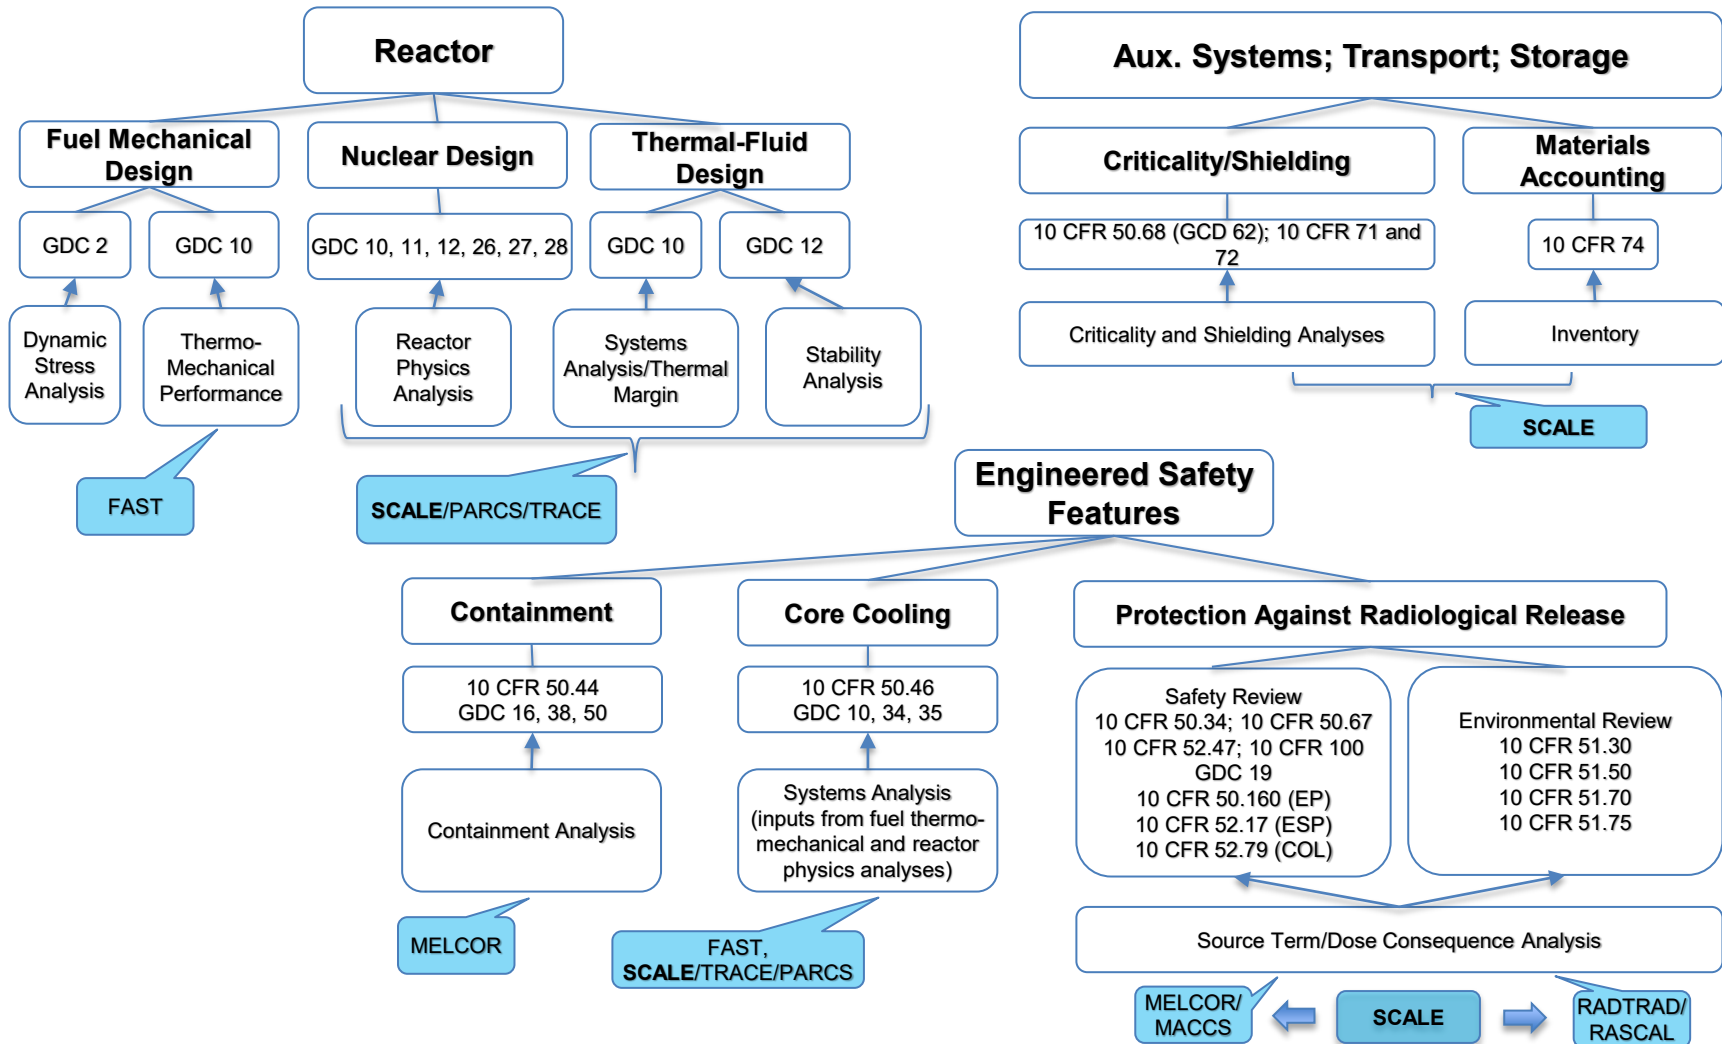 Reactor
Fuel Mechanical
Design
Nuclear Design
Thermal-Fluid
Design
GDC 2
GDC 10
GDC 10, 11, 12, 26, 27, 28
GDC 10
GDC 12
Dynamic
Stress
Analysis
Thermo-
Mechanical
Performance
Reactor
Physics
Analysis
Systems
Analysis/Thermal
Margin
Stability
Analysis
FAST
SCALE/PARCS/TRACE
Aux. Systems; Transport; Storage
Criticality/Shielding
Materials
Accounting
10 CFR 50.68 (GCD 62); 10 CFR 71 and
72
10 CFR 74
Criticality and Shielding Analyses
Inventory
SCALE
Engineered Safety
Features
Containment
Core Cooling
Protection Against Radiological Release
10 CFR 50.44
GDC 16, 38, 50
10 CFR 50.46
GDC 10, 34, 35
Safety Review
10 CFR 50.34; 10 CFR 50.67
10 CFR 52.47; 10 CFR 100
GDC 19
10 CFR 50.160 (EP)
10 CFR 52.17 (ESP)
10 CFR 52.79 (COL)
Environmental Review
10 CFR 51.30
10 CFR 51.50
10 CFR 51.70
10 CFR 51.75
Containment Analysis
Systems Analysis
(inputs from fuel thermo-
mechanical and reactor
physics analyses)
Source Term/Dose Consequence Analysis
MELCOR
FAST,
SCALE/TRACE/PARCS
MELCOR/
MACCS
SCALE
RADTRAD/
RASCAL